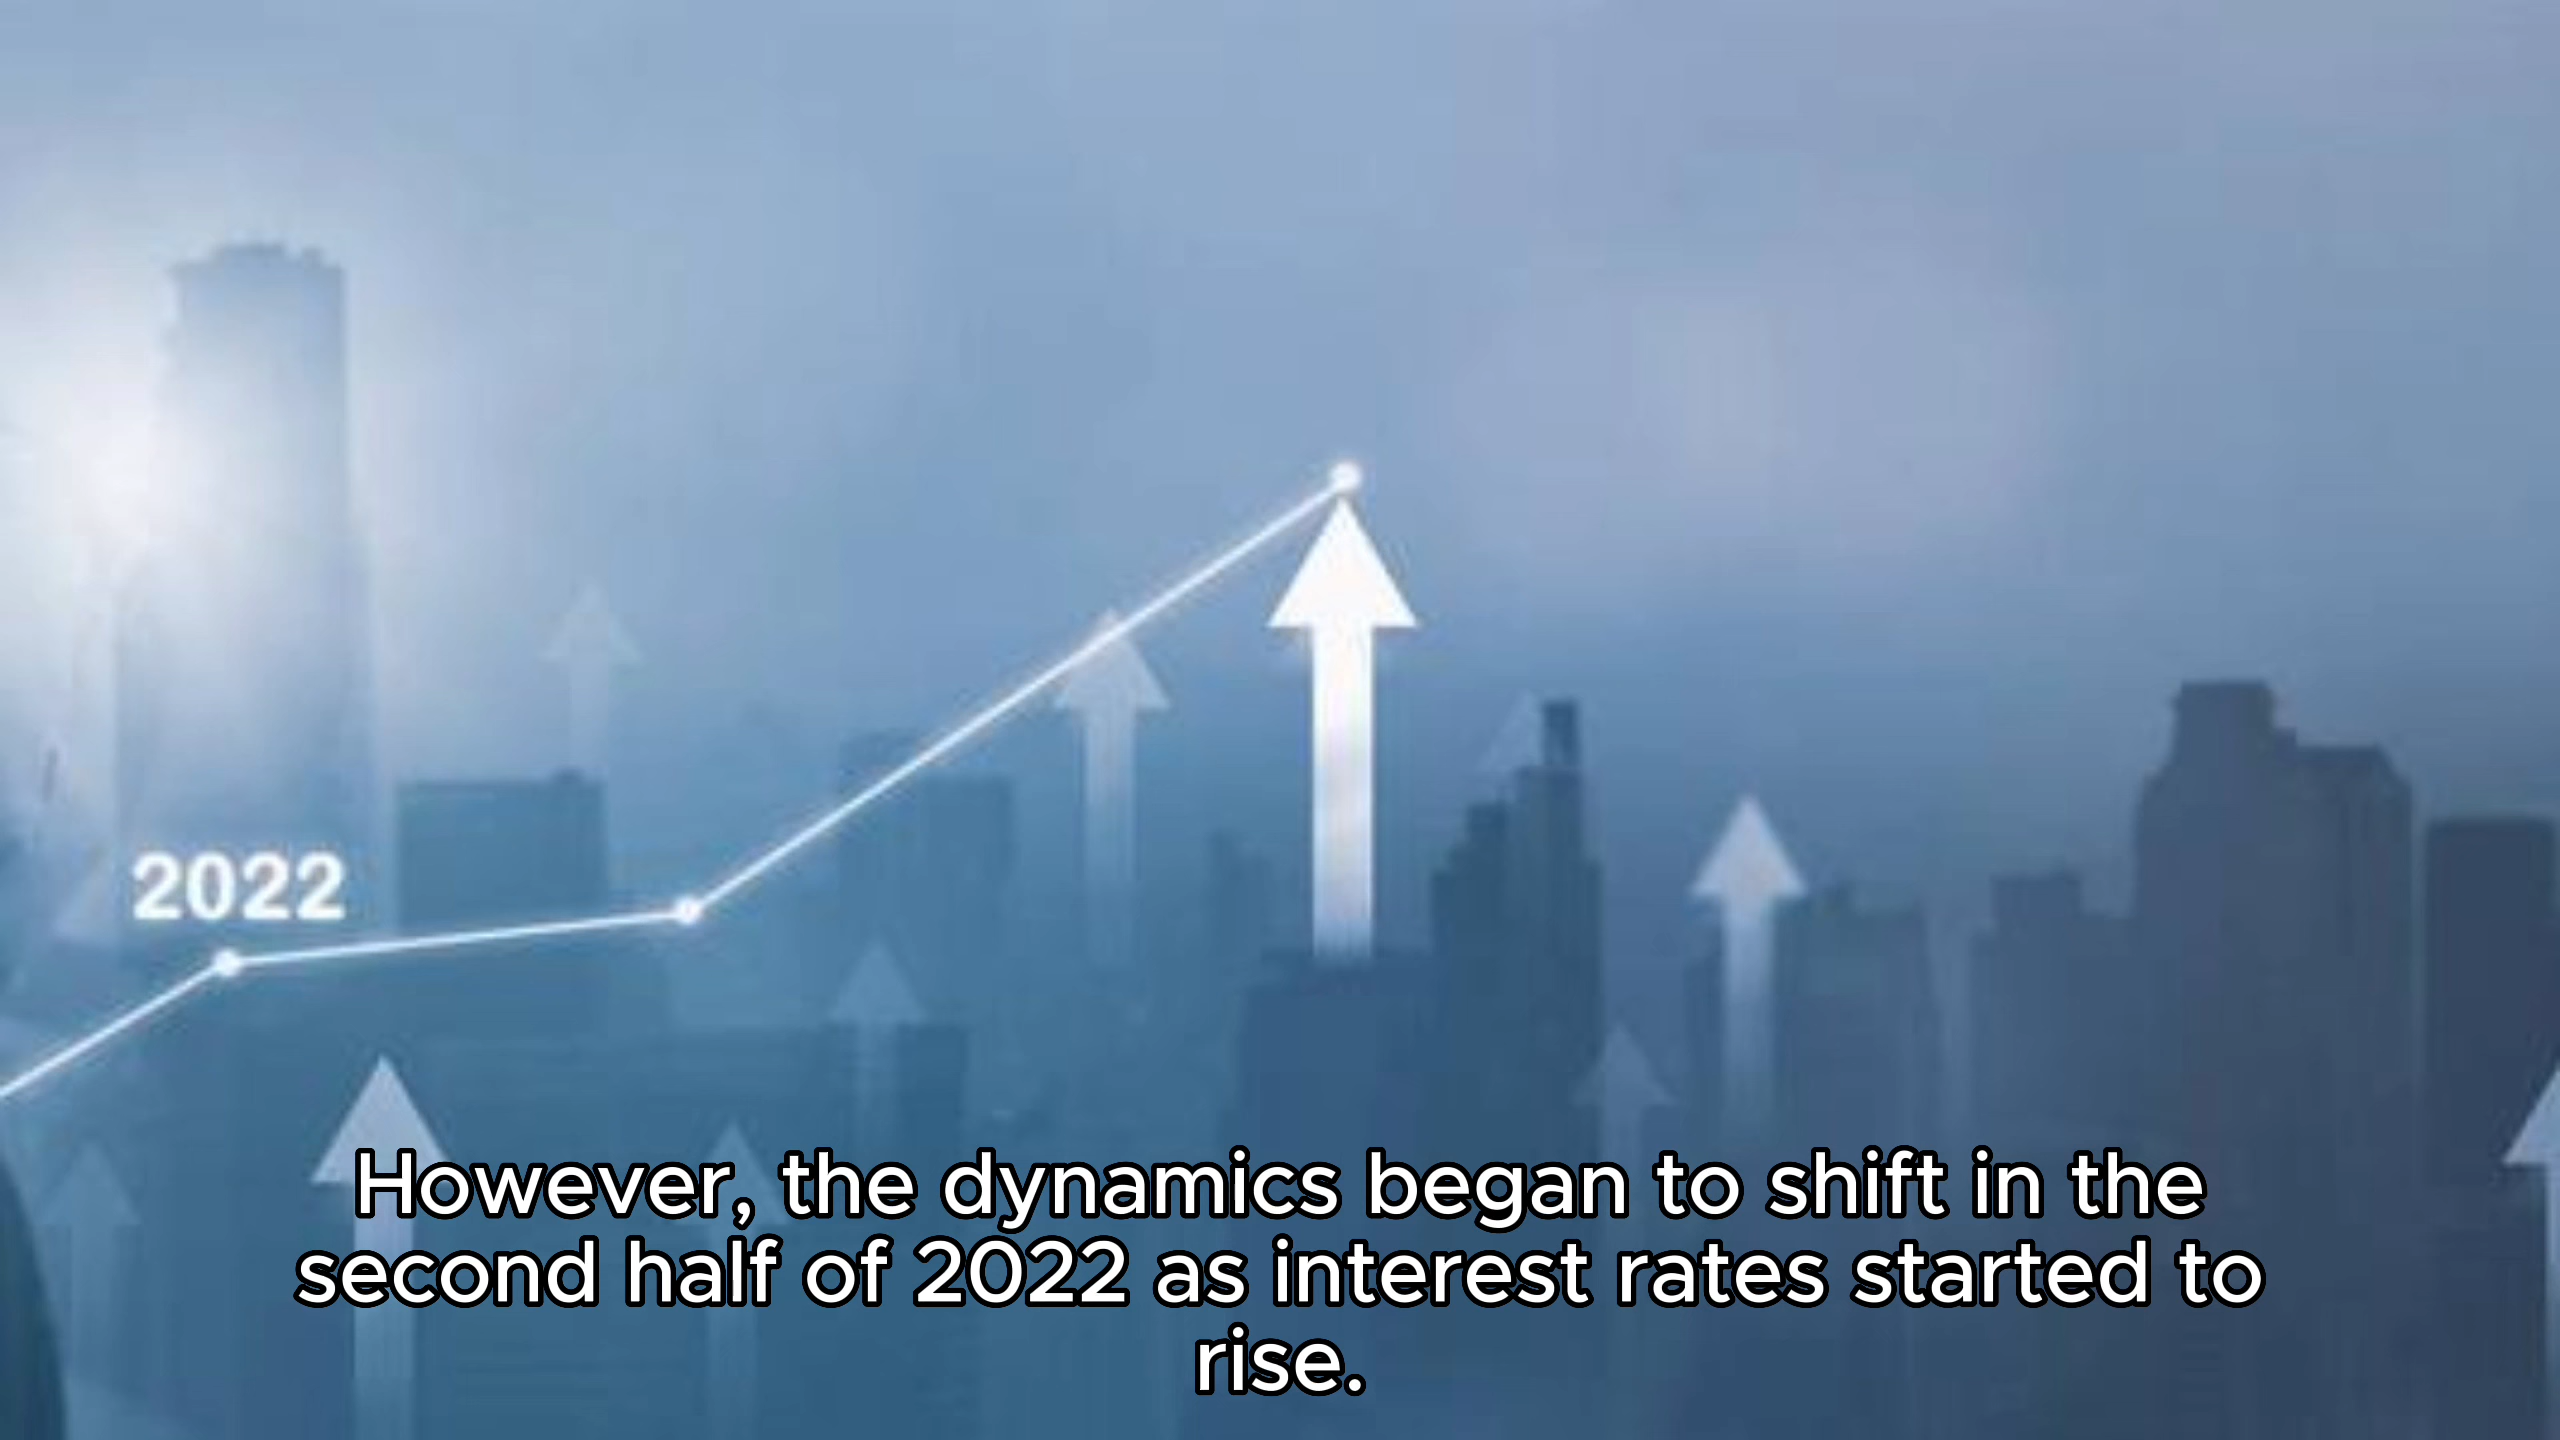 2022
However, the dynamics began to shift in the
second half of 2022 as interest rates started to
rise.